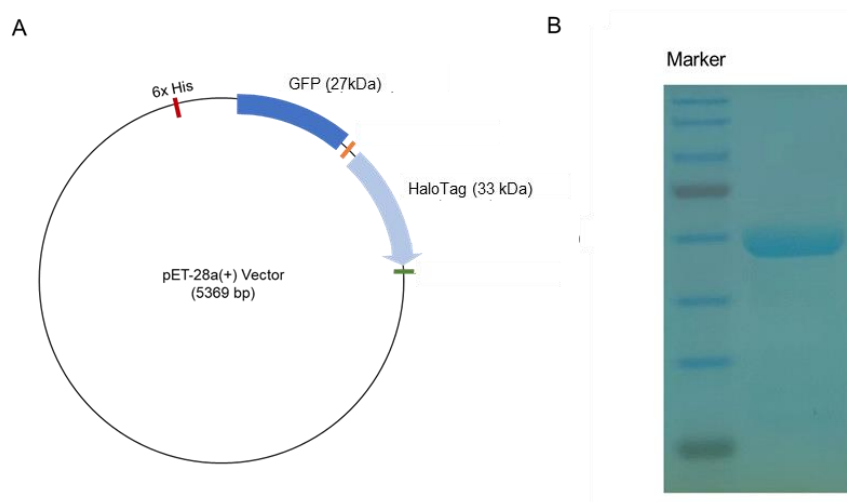 A
6x His
GFP (27kDa)
HaloTag (33 kDa)
pET-28a(+) Vector
(5369 bp)
B
Marker